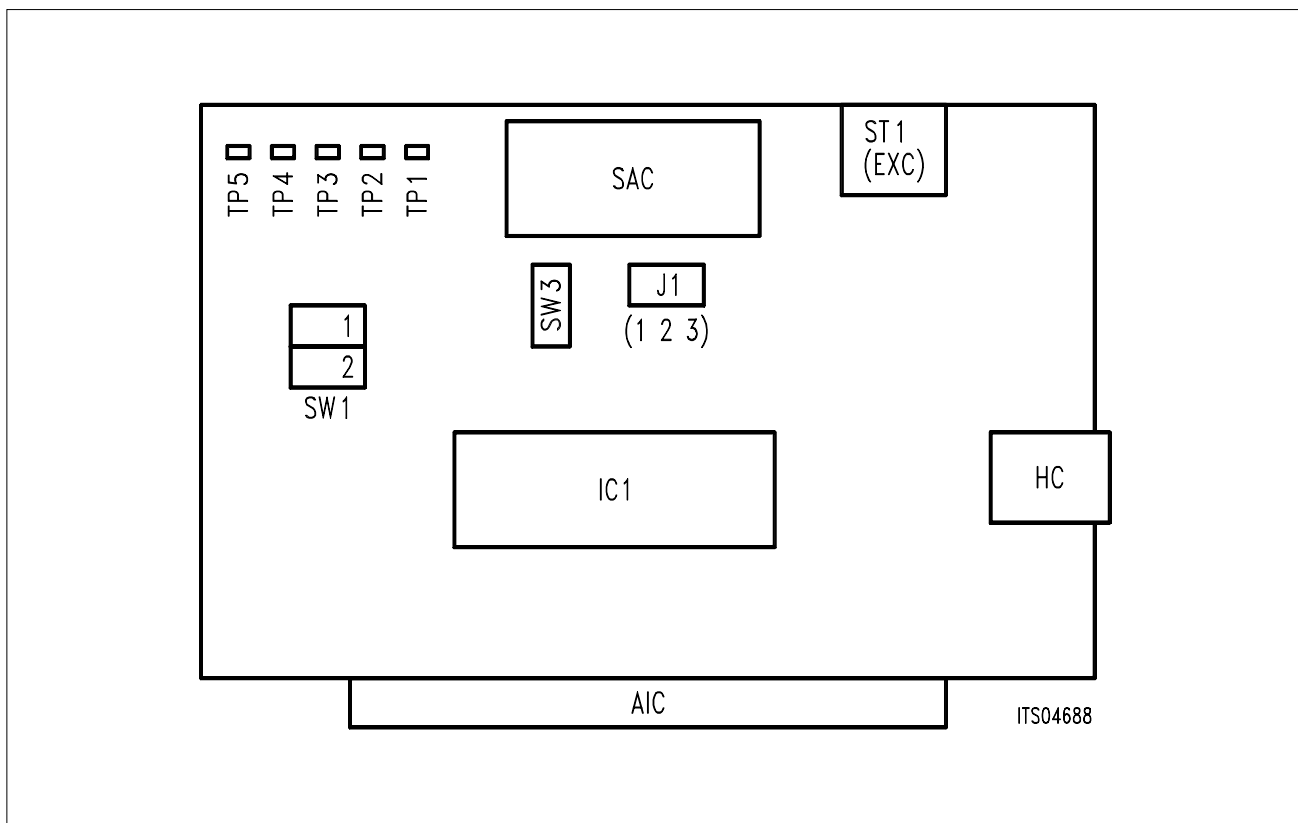 ST1
(EXC)
SAC
TP5
TP4
TP3
TP2
TP1
SW3
J1
(1 2 3)
1
2
SW1
IC1
HC
AIC
ITS04688